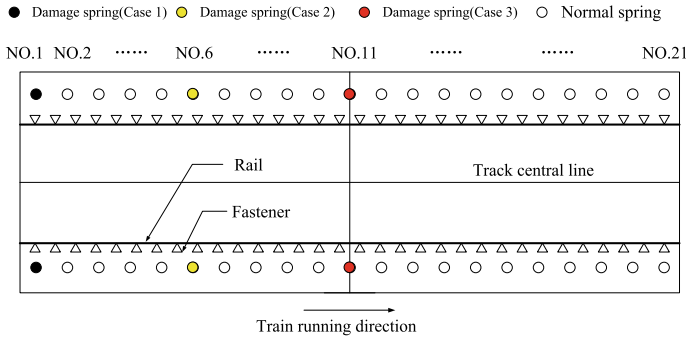 Damage spring(Case 1) Damage spring(Case 2) Damage spring(Case 3) Normal spring
NO.1 NO.2 ······ NO.6 ······ NO.11 ······ ······ NO.21
Rail
Track central line
Fastener
Train running direction